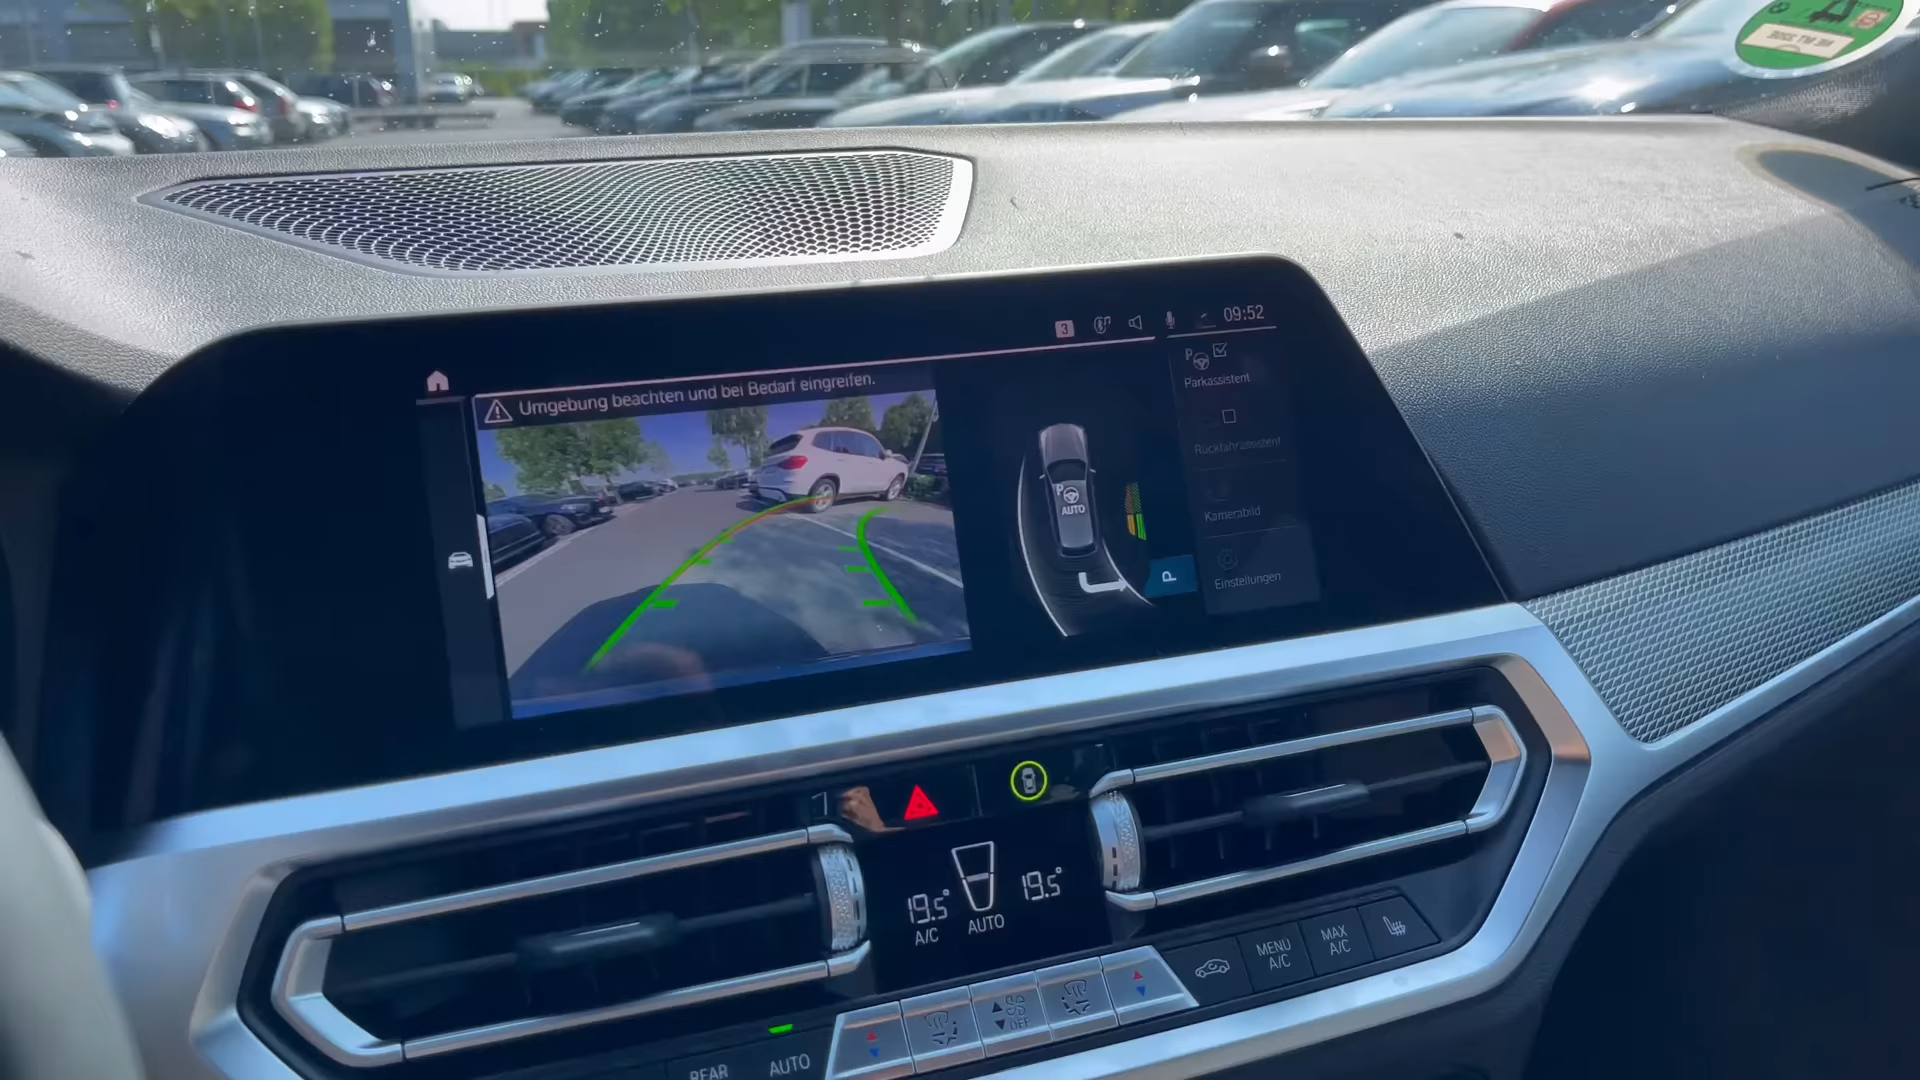 3
09:52
Umgebung beachten und bei Bedarf eingreifen.
P
Parkassistent
P
AUTO
Rückfahrassistent
Kamerabild
P
Einstellungen
19.5°
A/C
AUTO
19.5°
MENU
A/C
MAX
A/C
OFF
REAR
AUTO